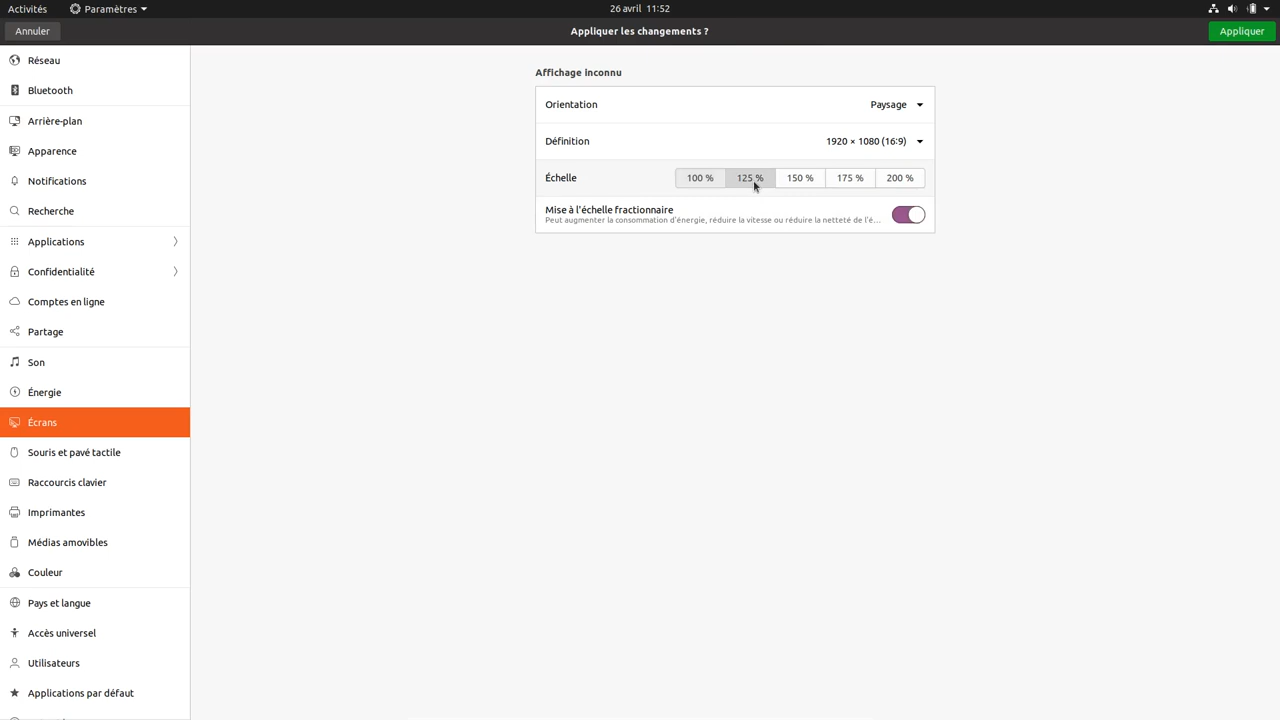 Activités
Paramètres
26 avril 11:52
Annuler
Appliquer les changements ?
Appliquer
Réseau
Bluetooth
Arrière-plan
Apparence
Notifications
Recherche
Applications
Confidentialité
Comptes en ligne
Partage
Son
Énergie
Écrans
Souris et pavé tactile
Raccourcis clavier
Imprimantes
Médias amovibles
Couleur
Pays et langue
Accès universel
Utilisateurs
Applications par défaut
Affichage inconnu
Orientation
Paysage
Définition
1920 × 1080 (16:9)
Échelle
100 %
125 %
150 %
175 %
200 %
Mise à l'échelle fractionnaire
Peut augmenter la consommation d'énergie, réduire la vitesse ou réduire la netteté de l'é...